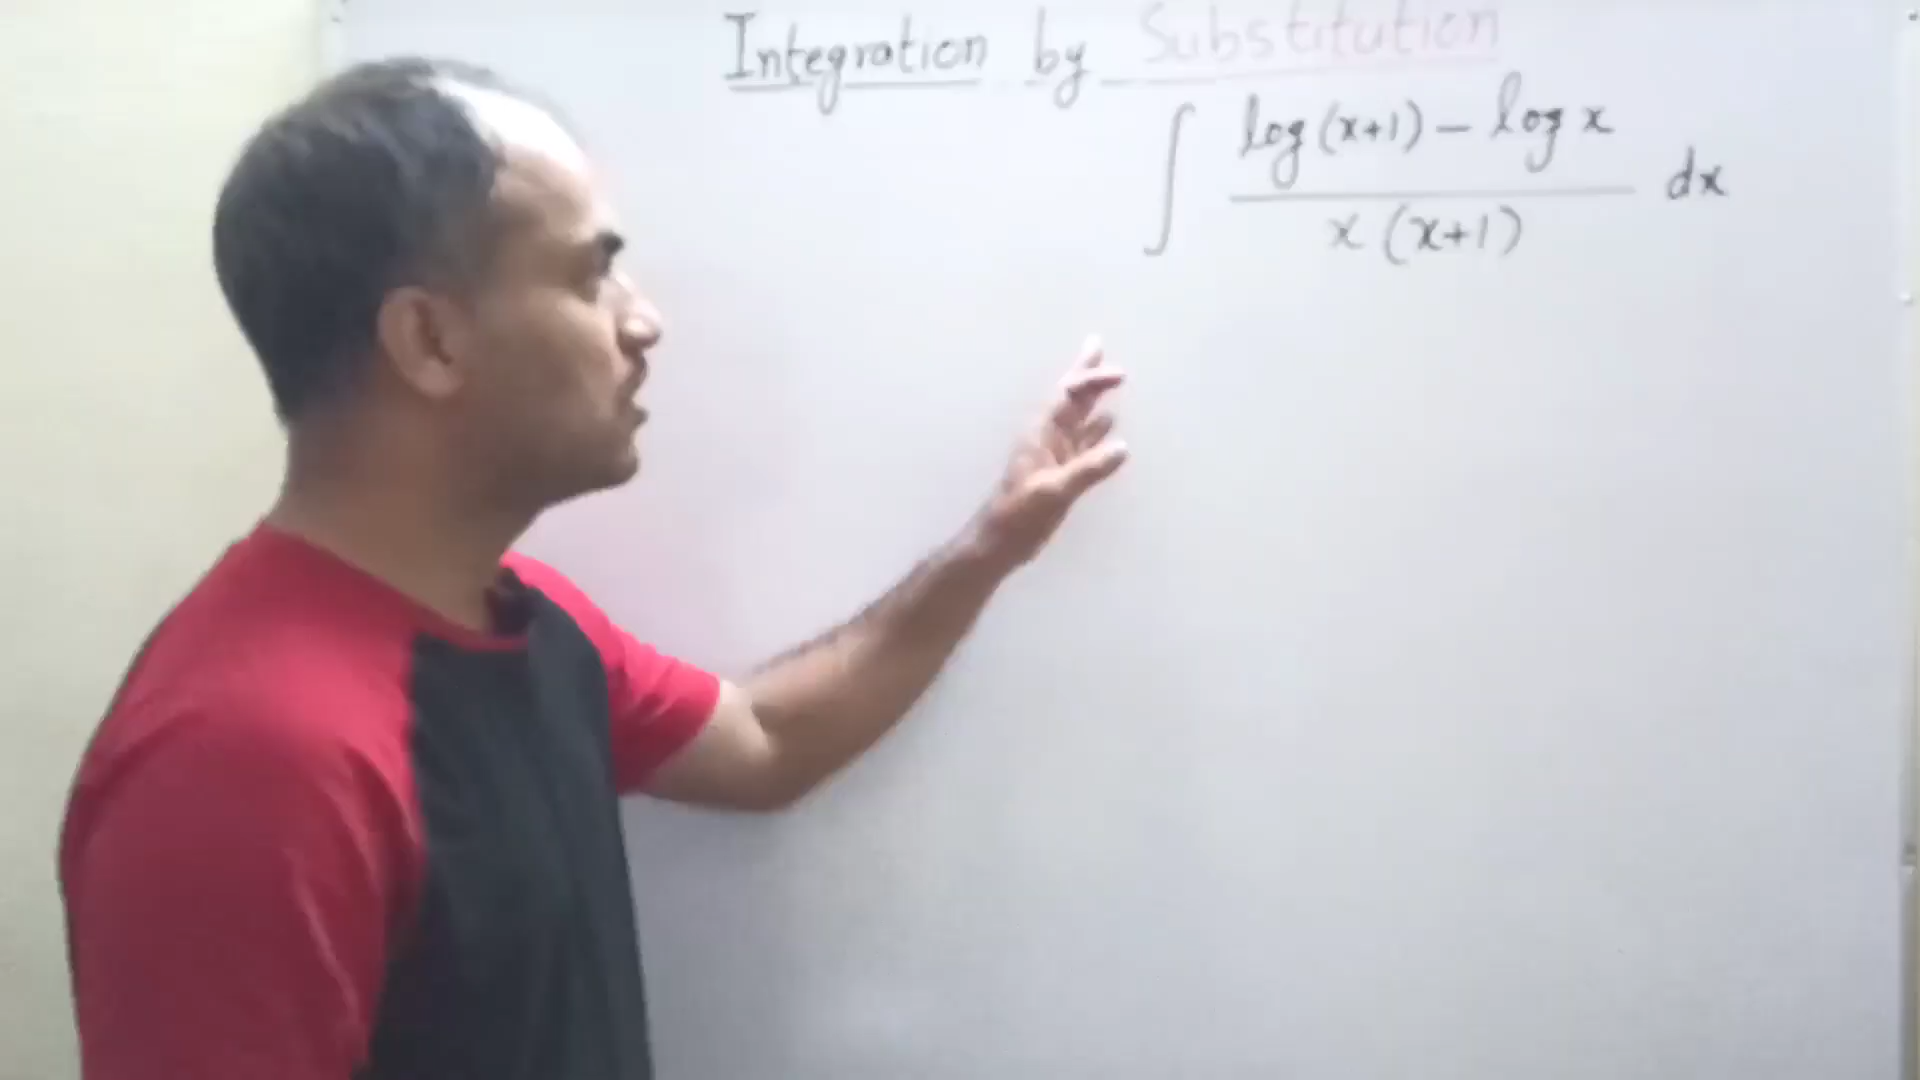 Integration by Substitution
∫ log(x+1) - log x / x(x+1) dx